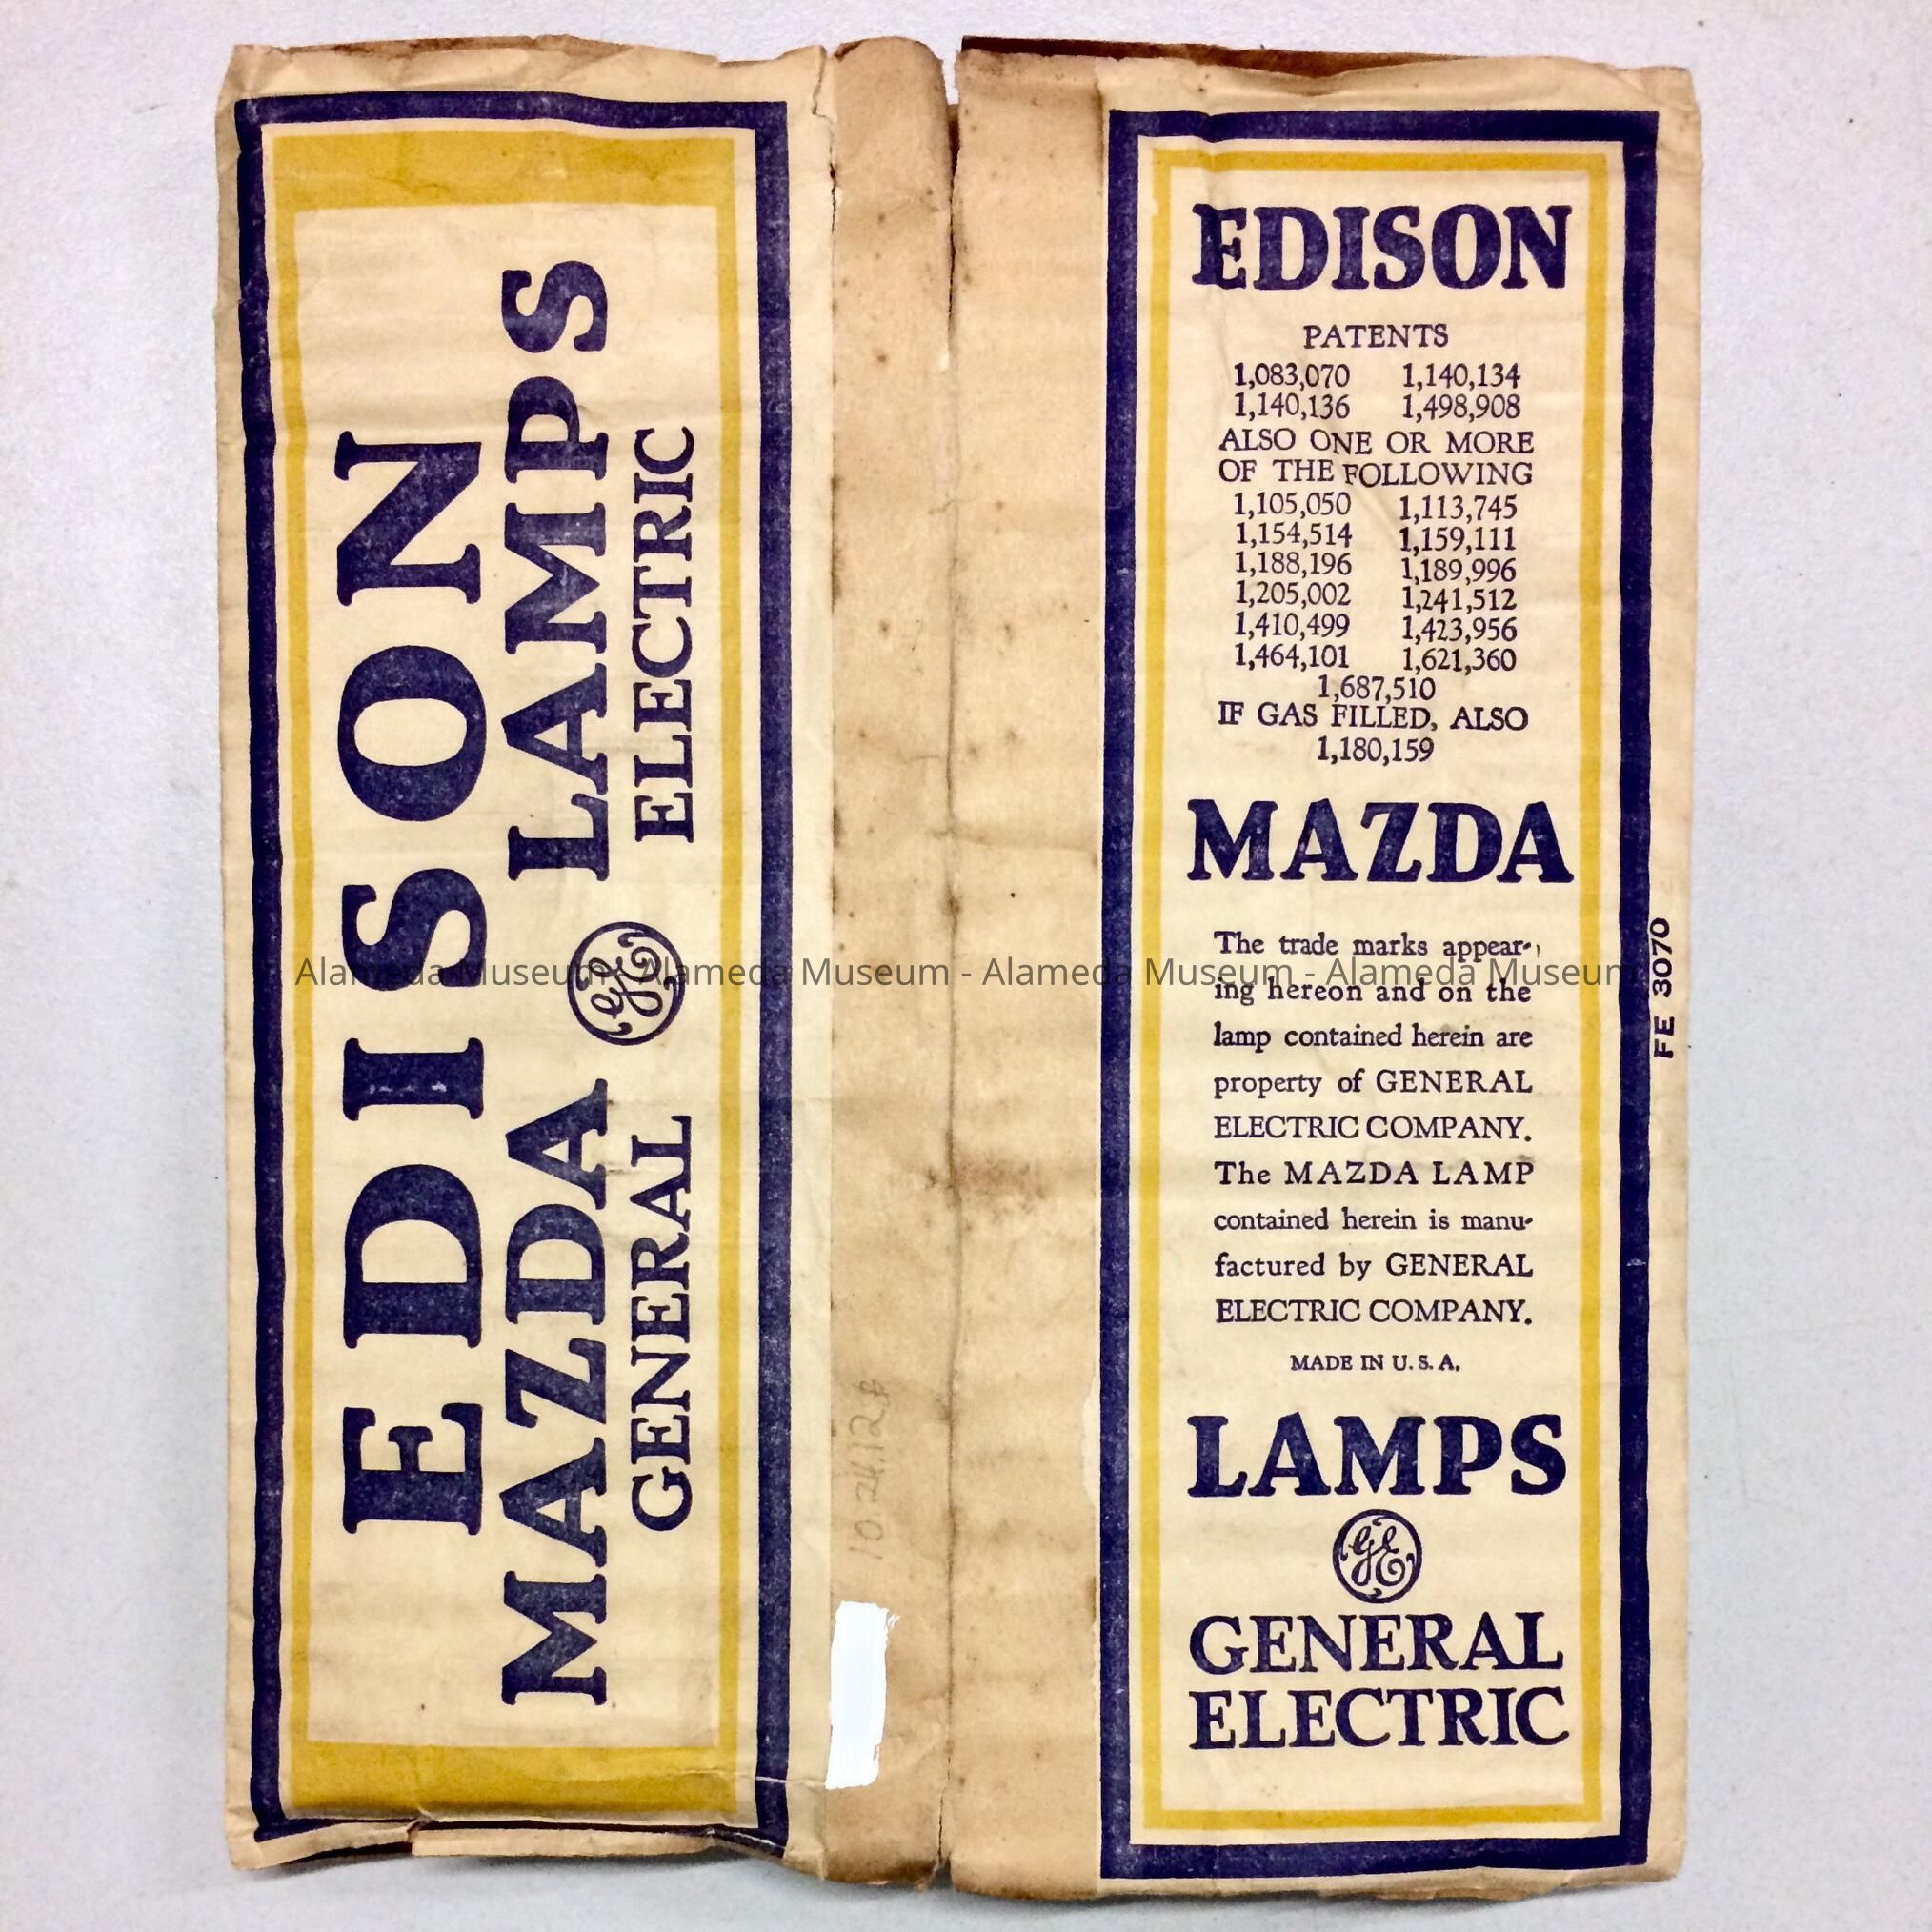 EDISON
MAZDA LAMPS
GENERAL GE ELECTRIC
EDISON
PATENTS
1,083,070 1,140,134
1,140,136 1,498,908
ALSO ONE OR MORE
OF THE FOLLOWING
1,105,050 1,113,745
1,154,514 1,159,111
1,188,196 1,189,996
1,205,002 1,241,512
1,410,499 1,423,956
1,464,101 1,621,360
1,687,510
IF GAS FILLED, ALSO
1,180,159
MAZDA
The trade marks appear-
ing hereon and on the
lamp contained herein are
property of GENERAL
ELECTRIC COMPANY.
The MAZDA LAMP
contained herein is manu-
factured by GENERAL
ELECTRIC COMPANY.
MADE IN U.S.A.
LAMPS
GE
GENERAL
ELECTRIC
FE 3070
Alameda Museum - Alameda Museum - Alameda Museum - Alameda Museum